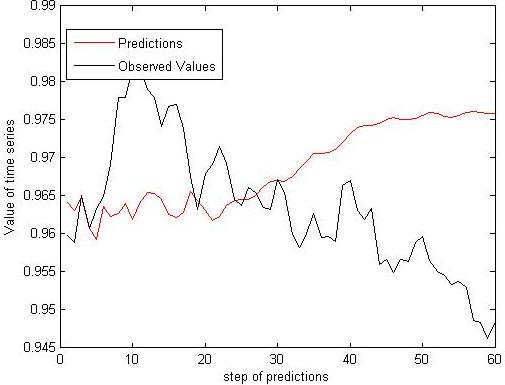 0.99
0.985
0.98
0.975
0.97
0.965
0.96
0.955
0.95
0.945
Value of time series
Predictions
Observed Values
0 10 20 30 40 50 60
step of predictions